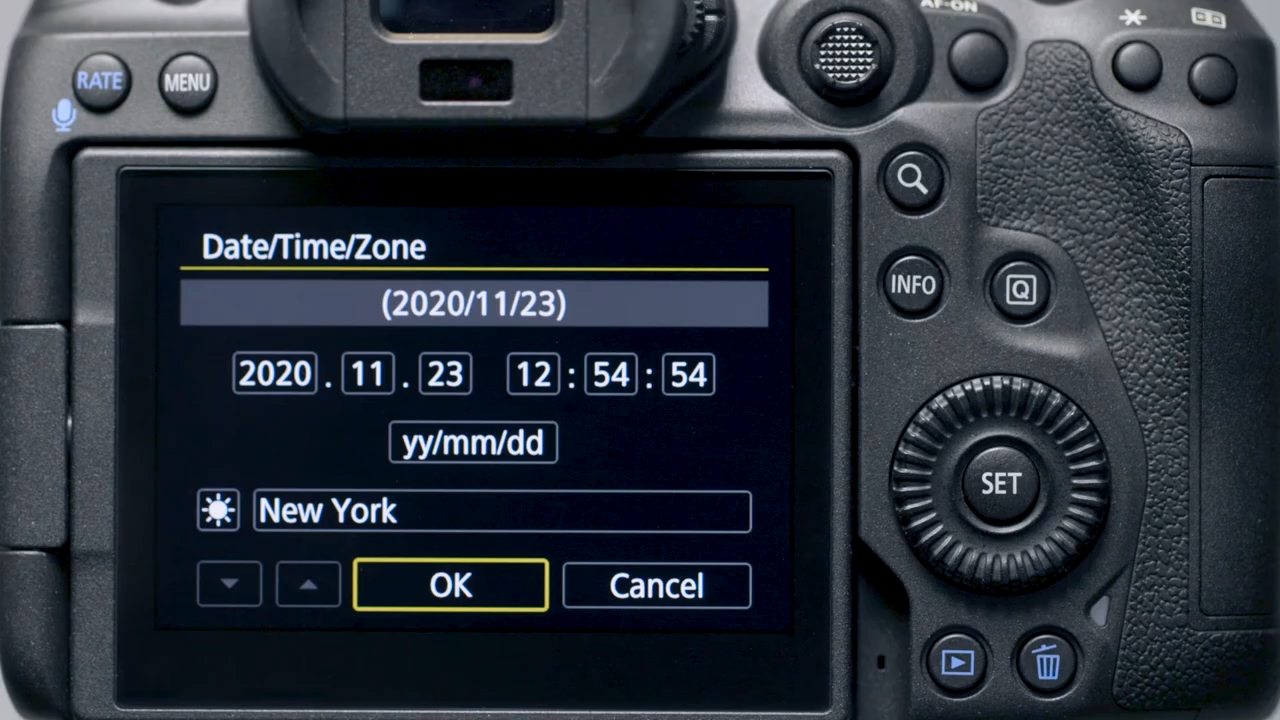 AF-ON
RATE
MENU
Date/Time/Zone
(2020/11/23)
2020 . 11 . 23 12 : 54 : 54
yy/mm/dd
New York
OK Cancel
INFO
Q
SET